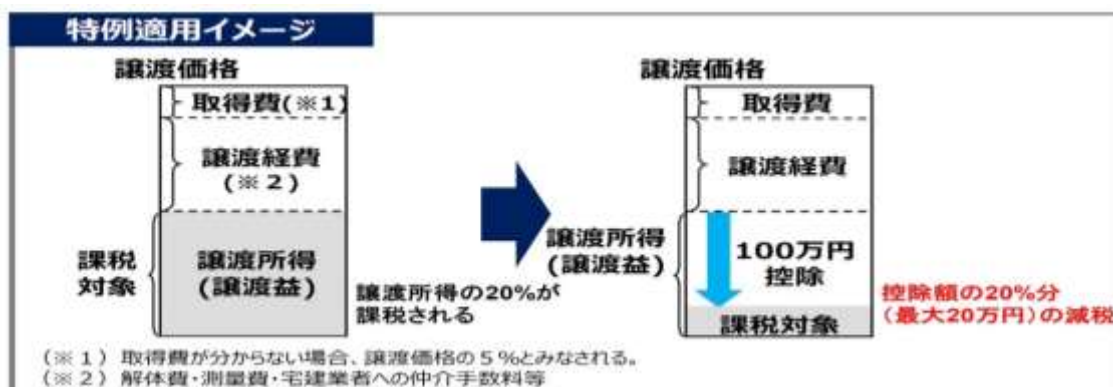 特例適用イメージ
譲渡価格
取得費(※1)
譲渡経費
(※2)
課税
対象
譲渡所得
(譲渡益)
譲渡所得の20%が
課税される
譲渡価格
取得費
譲渡経費
譲渡所得
(譲渡益)
100万円
控除
課税対象
控除額の20%分
(最大20万円)の減税
(※1) 取得費が分からない場合、譲渡価格の5%とみなされる。
(※2) 解体費・測量費・宅建業者への仲介手数料等